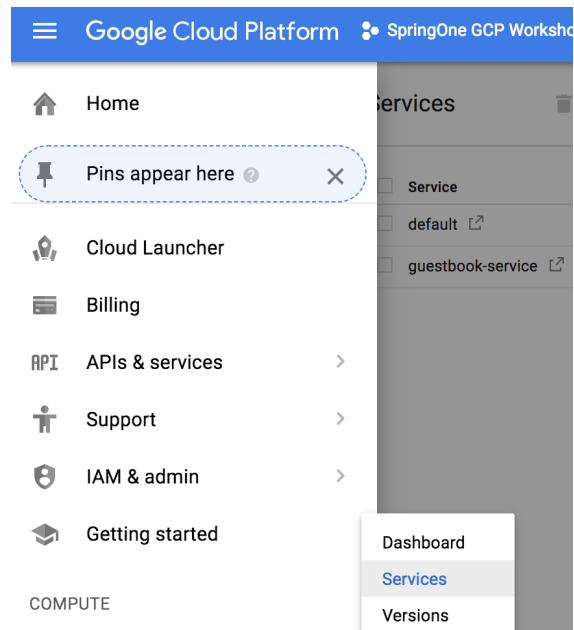 Google Cloud Platform SpringOne GCP Worksho
Home
Services
Pins appear here
Service
default
Cloud Launcher
guestbook-service
Billing
API APIs & services
Support
IAM & admin
Getting started
Dashboard
Services
COMPUTE
Versions